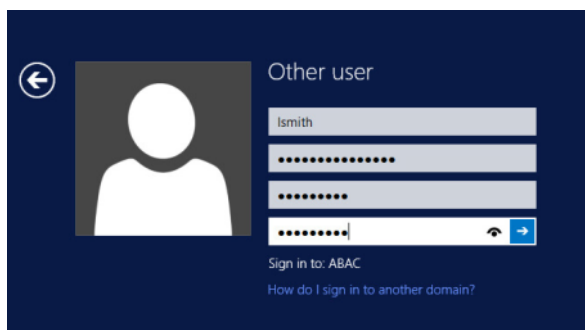 Other user
lsmith
Sign in to: ABAC
How do I sign in to another domain?